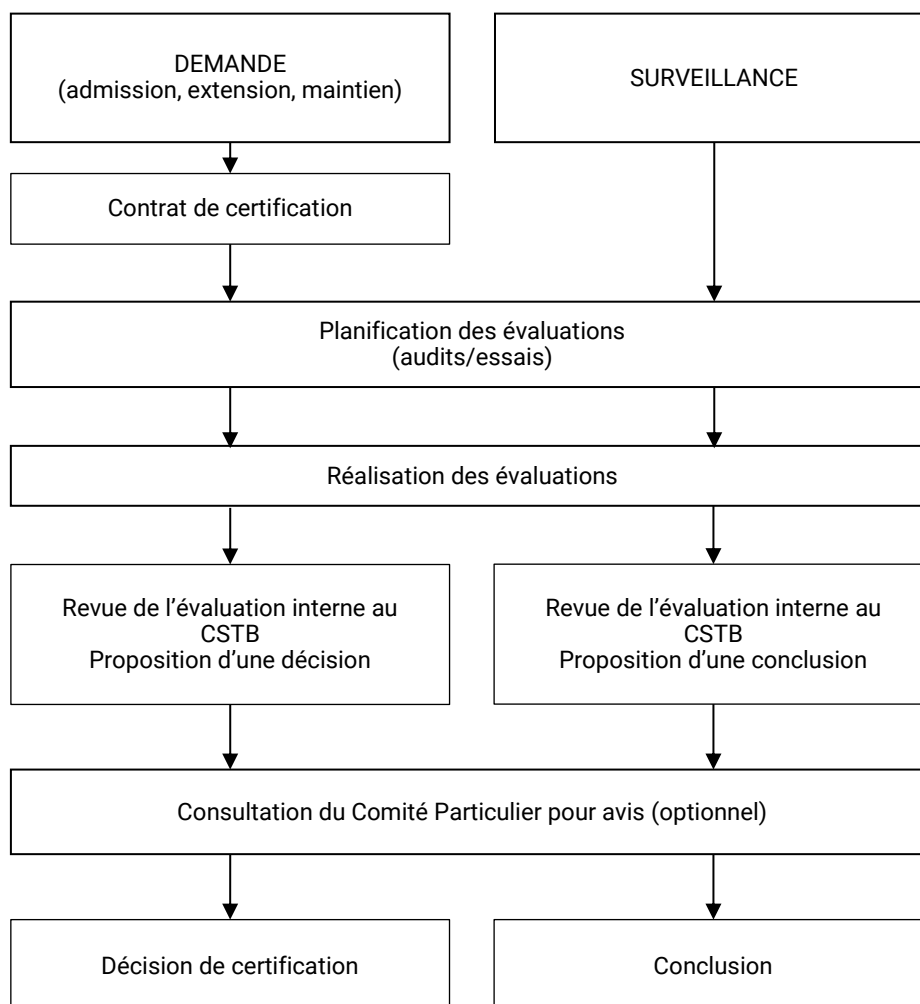 DEMANDE
(admission, extension, maintien)
SURVEILLANCE
Contrat de certification
Planification des évaluations
(audits/essais)
Réalisation des évaluations
Revue de l’évaluation interne au
CSTB
Proposition d’une décision
Revue de l’évaluation interne au
CSTB
Proposition d’une conclusion
Consultation du Comité Particulier pour avis (optionnel)
Décision de certification
Conclusion